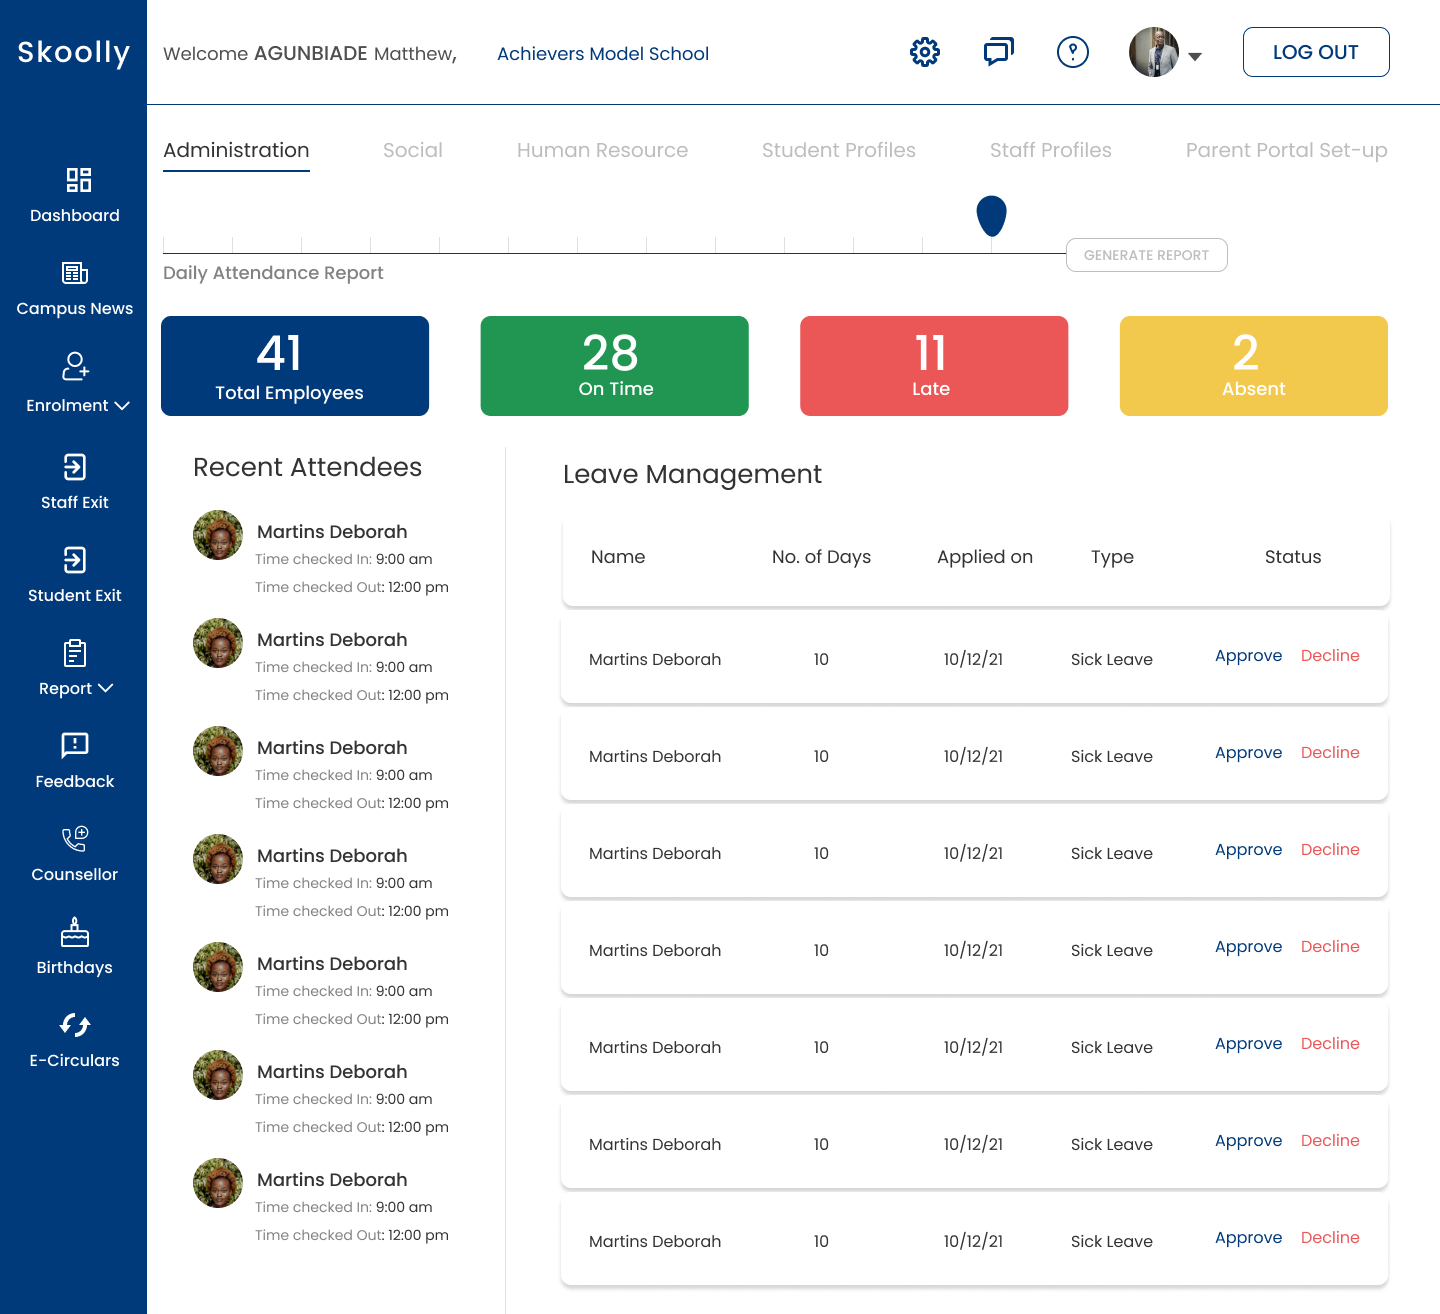 Skoolly
Welcome AGUNBIADE Matthew,
Achievers Model School
LOG OUT
Dashboard
Campus News
Enrolment
Staff Exit
Student Exit
Report
Feedback
Counsellor
Birthdays
E-Circulars
Administration Social Human Resource Student Profiles Staff Profiles Parent Portal Set-up
GENERATE REPORT
Daily Attendance Report
41
Total Employees
28
On Time
11
Late
2
Absent
Recent Attendees
Martins Deborah
Time checked In: 9:00 am
Time checked Out: 12:00 pm
Martins Deborah
Time checked In: 9:00 am
Time checked Out: 12:00 pm
Martins Deborah
Time checked In: 9:00 am
Time checked Out: 12:00 pm
Martins Deborah
Time checked In: 9:00 am
Time checked Out: 12:00 pm
Martins Deborah
Time checked In: 9:00 am
Time checked Out: 12:00 pm
Martins Deborah
Time checked In: 9:00 am
Time checked Out: 12:00 pm
Martins Deborah
Time checked In: 9:00 am
Time checked Out: 12:00 pm
Leave Management
Name No. of Days Applied on Type Status
Martins Deborah 10 10/12/21 Sick Leave Approve Decline
Martins Deborah 10 10/12/21 Sick Leave Approve Decline
Martins Deborah 10 10/12/21 Sick Leave Approve Decline
Martins Deborah 10 10/12/21 Sick Leave Approve Decline
Martins Deborah 10 10/12/21 Sick Leave Approve Decline
Martins Deborah 10 10/12/21 Sick Leave Approve Decline
Martins Deborah 10 10/12/21 Sick Leave Approve Decline